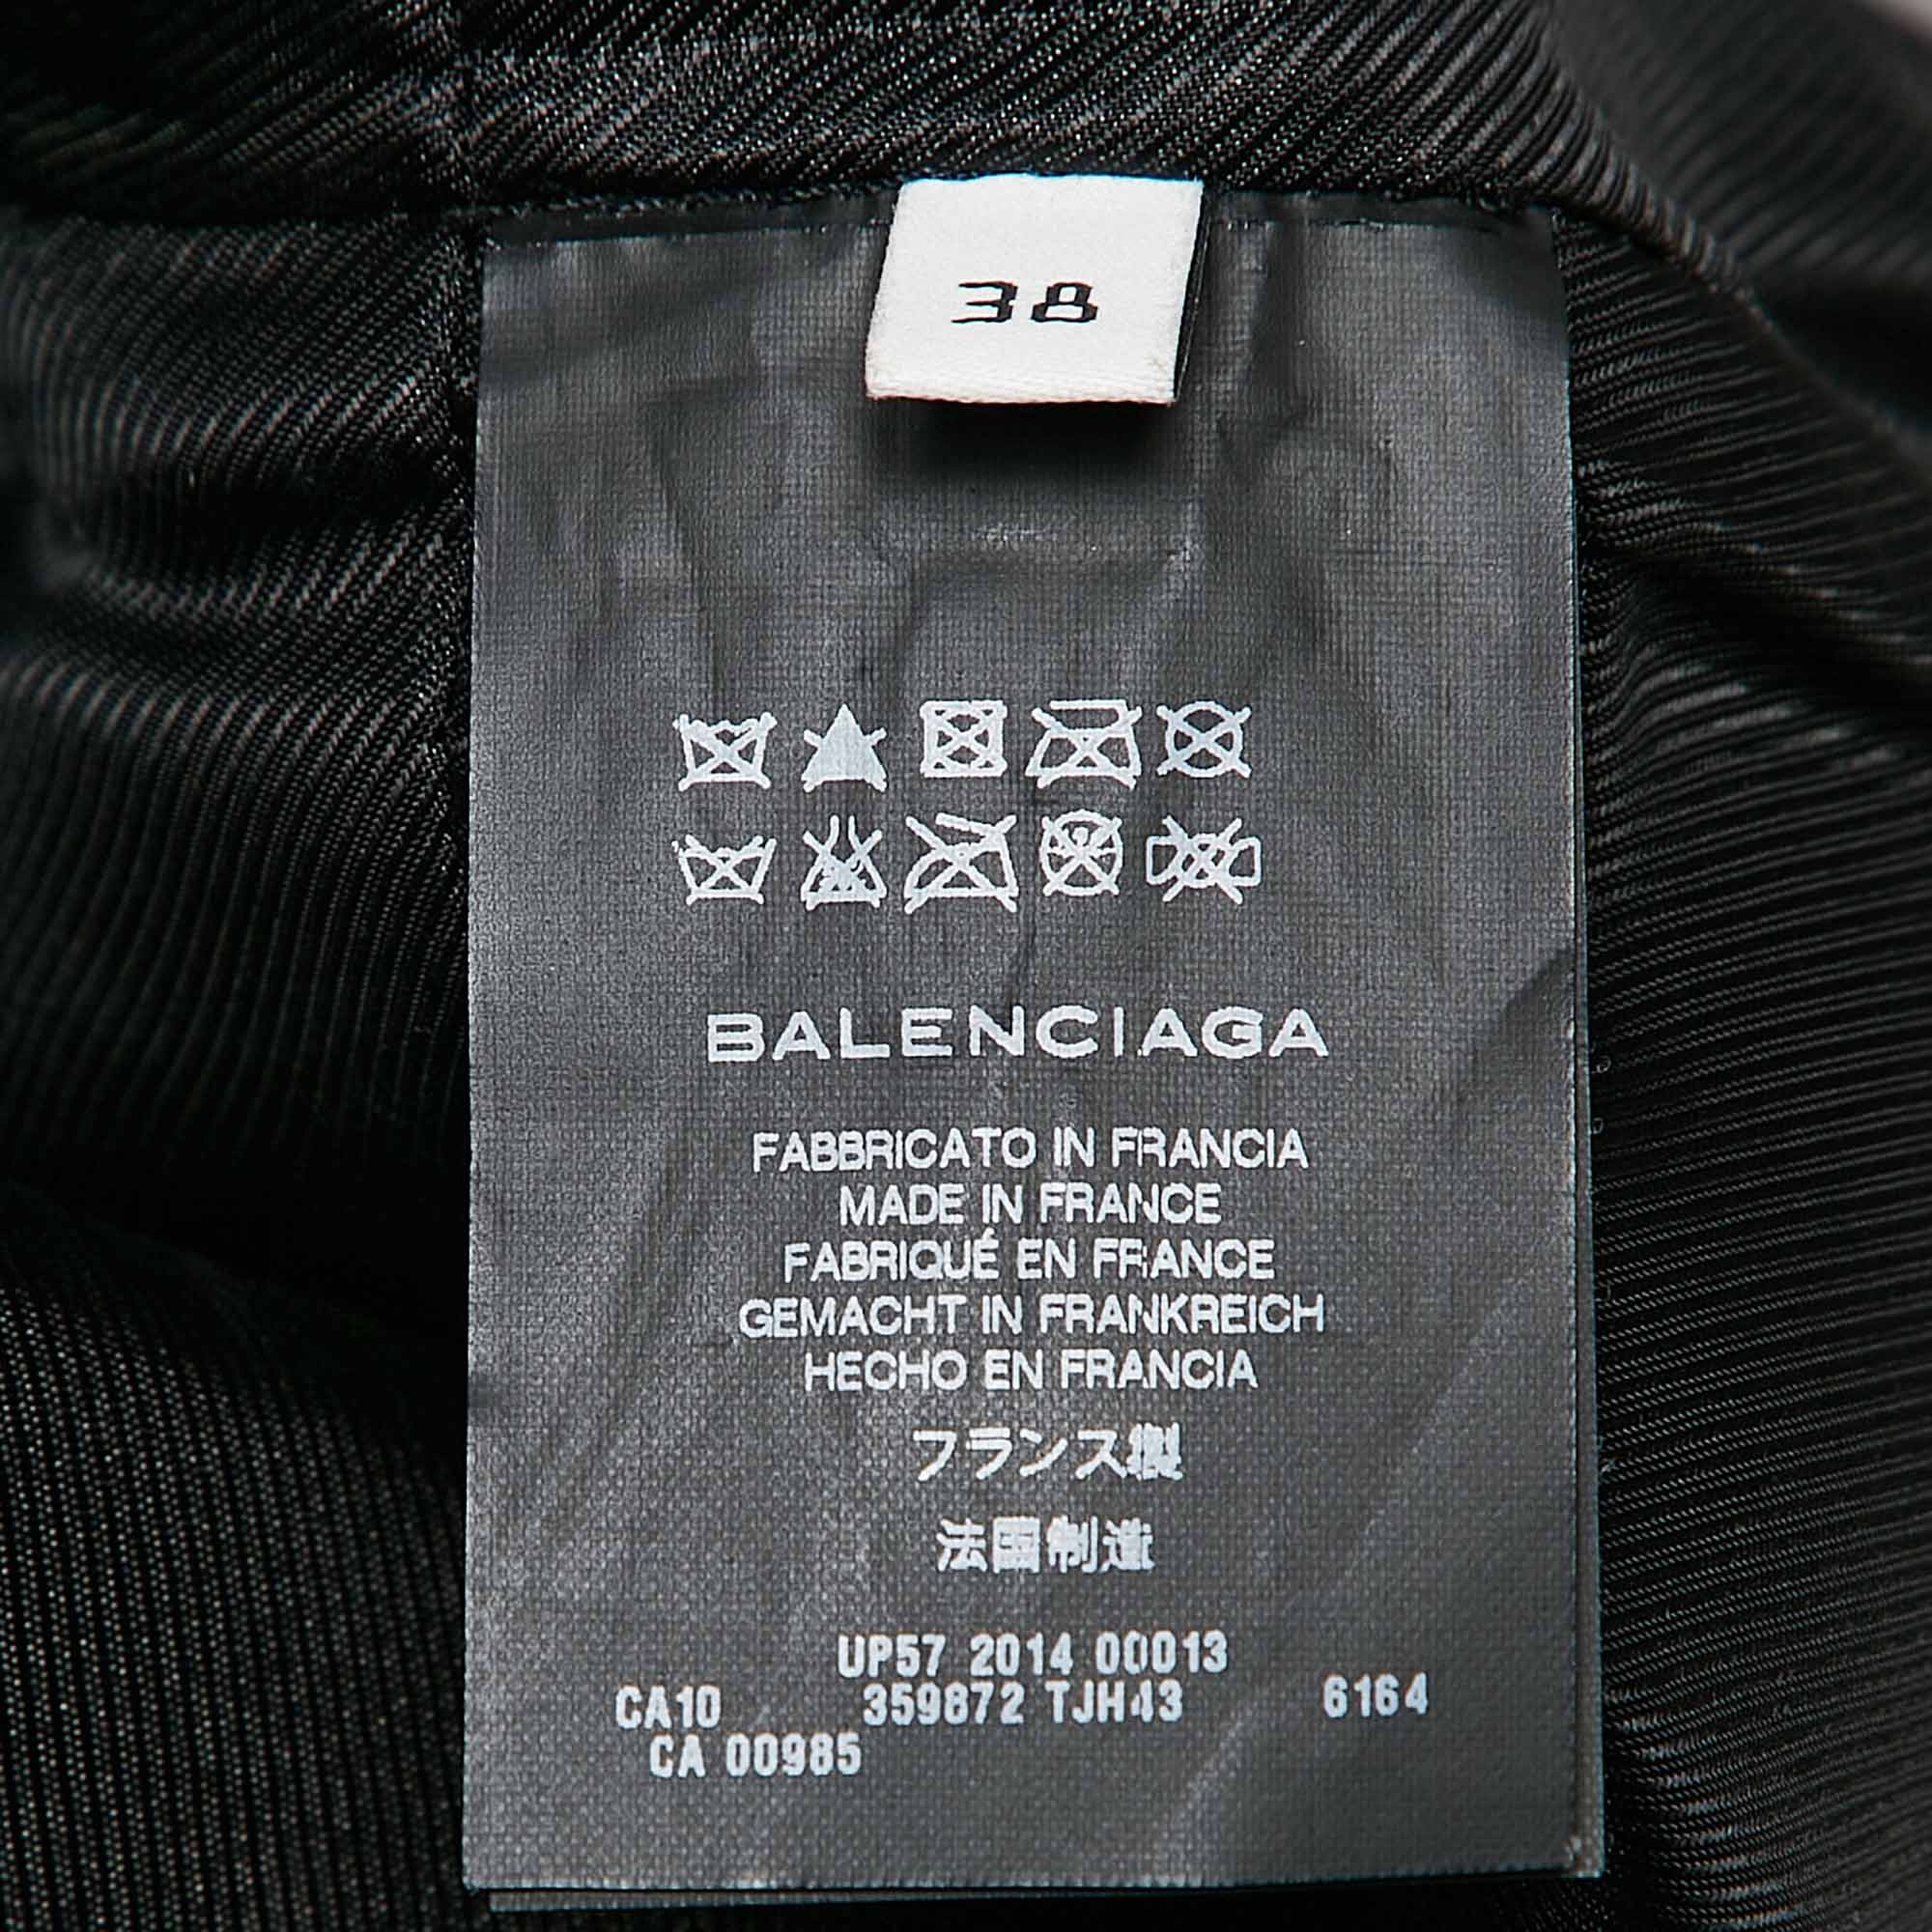 38
BALENCIAGA
FABBRICATO IN FRANCIA
MADE IN FRANCE
FABRIQUÉ EN FRANCE
GEMACHT IN FRANKREICH
HECHO EN FRANCIA
フランス製
法国制造
UP57 2014 00013
CA10 359872 TJH43 6164
CA 00985